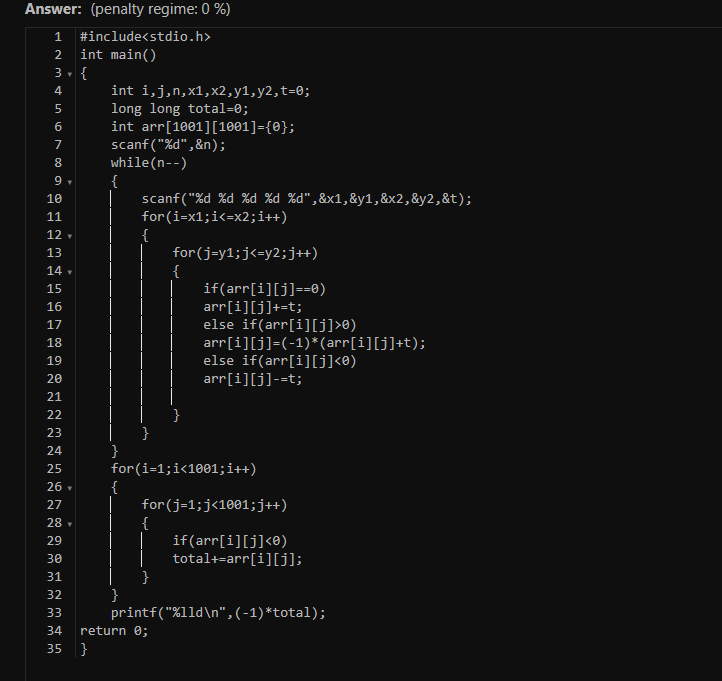 Answer: (penalty regime: 0 %)
1 #include<stdio.h>
2 int main()
3 {
4     int i,j,n,x1,x2,y1,y2,t=0;
5     long long total=0;
6     int arr[1001][1001]={0};
7     scanf("%d",&n);
8     while(n--)
9     {
10         scanf("%d %d %d %d %d",&x1,&y1,&x2,&y2,&t);
11         for(i=x1;i<=x2;i++)
12         {
13             for(j=y1;j<=y2;j++)
14             {
15                 if(arr[i][j]==0)
16                 arr[i][j]+=t;
17                 else if(arr[i][j]>0)
18                 arr[i][j]=(-1)*(arr[i][j]+t);
19                 else if(arr[i][j]<0)
20                 arr[i][j]-=t;
21
22             }
23         }
24     }
25     for(i=1;i<1001;i++)
26     {
27         for(j=1;j<1001;j++)
28         {
29             if(arr[i][j]<0)
30             total+=arr[i][j];
31         }
32     }
33     printf("%lld\n",(-1)*total);
34 return 0;
35 }